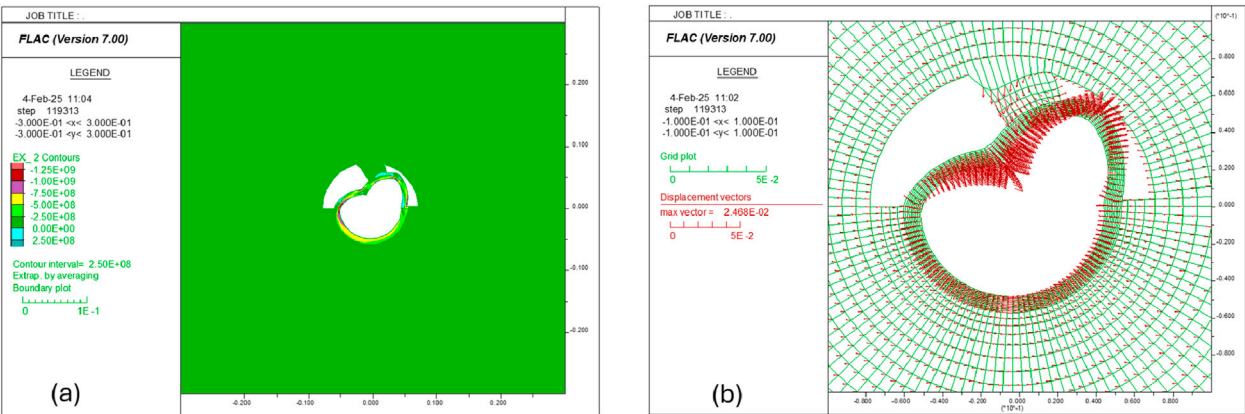 JOB TITLE : .
FLAC (Version 7.00)
LEGEND
4-Feb-25 11:04
step 119313
-3.000E-01 <x< 3.000E-01
-3.000E-01 <y< 3.000E-01
EX_ 2 Contours
-1.25E+09
-1.00E+09
-7.50E+08
-5.00E+08
-2.50E+08
0.00E+00
2.50E+08
Contour interval= 2.50E+08
Extrap. by averaging
Boundary plot
0 1E -1
(a)
0.300
0.200
0.100
0.000
-0.100
-0.200
-0.200 0.000 0.100 0.200
JOB TITLE : .
FLAC (Version 7.00)
LEGEND
4-Feb-25 11:02
step 119313
-1.000E-01 <x< 1.000E-01
-1.000E-01 <y< 1.000E-01
Grid plot
0 5E -2
Displacement vectors
max vector = 2.468E-02
0 5E -2
(b)
(*10^-1)
0.800
0.600
0.400
0.200
0.000
-0.200
-0.400
-0.600
-0.800
-0.800 -0.600 -0.400 -0.200 0.000 0.200 0.400 0.600 0.800
(*10^-1)